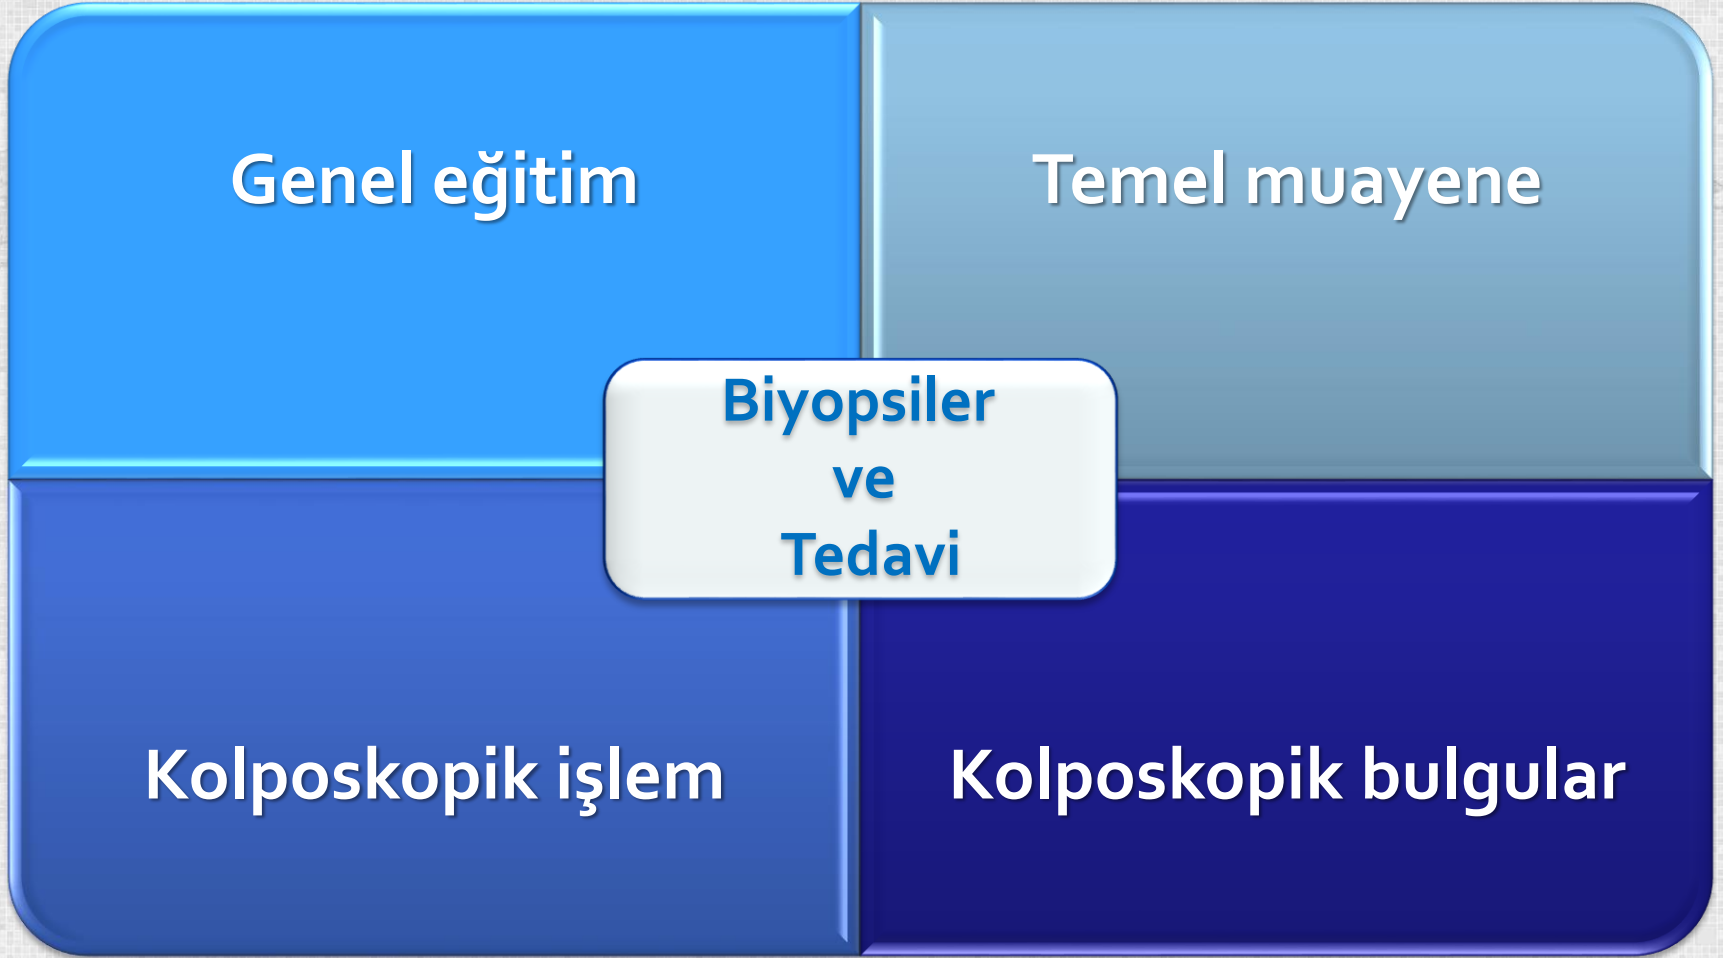 Genel eğitim
Temel muayene
Biyopsiler
ve
Tedavi
Kolposkopik işlem
Kolposkopik bulgular